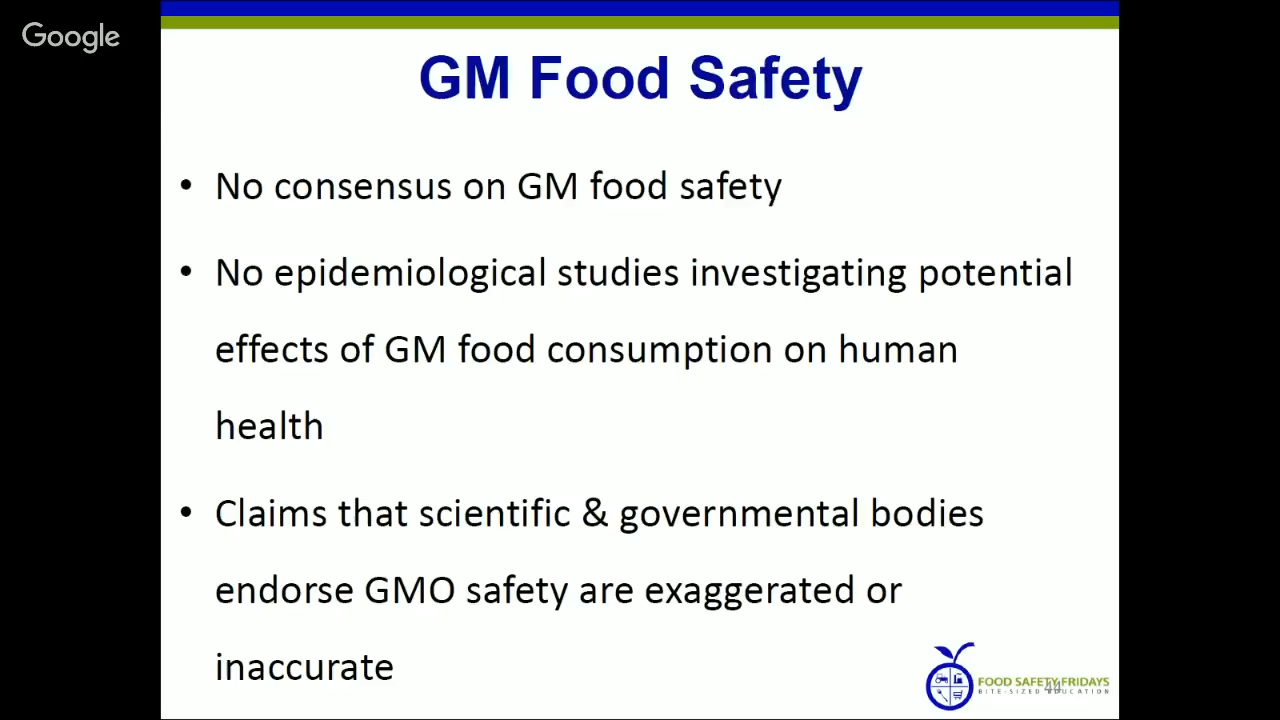 Google
GM Food Safety
• No consensus on GM food safety
• No epidemiological studies investigating potential
effects of GM food consumption on human
health
• Claims that scientific & governmental bodies
endorse GMO safety are exaggerated or
inaccurate
FOOD SAFETY FRIDAYS
BITE-SIZED EDUCATION